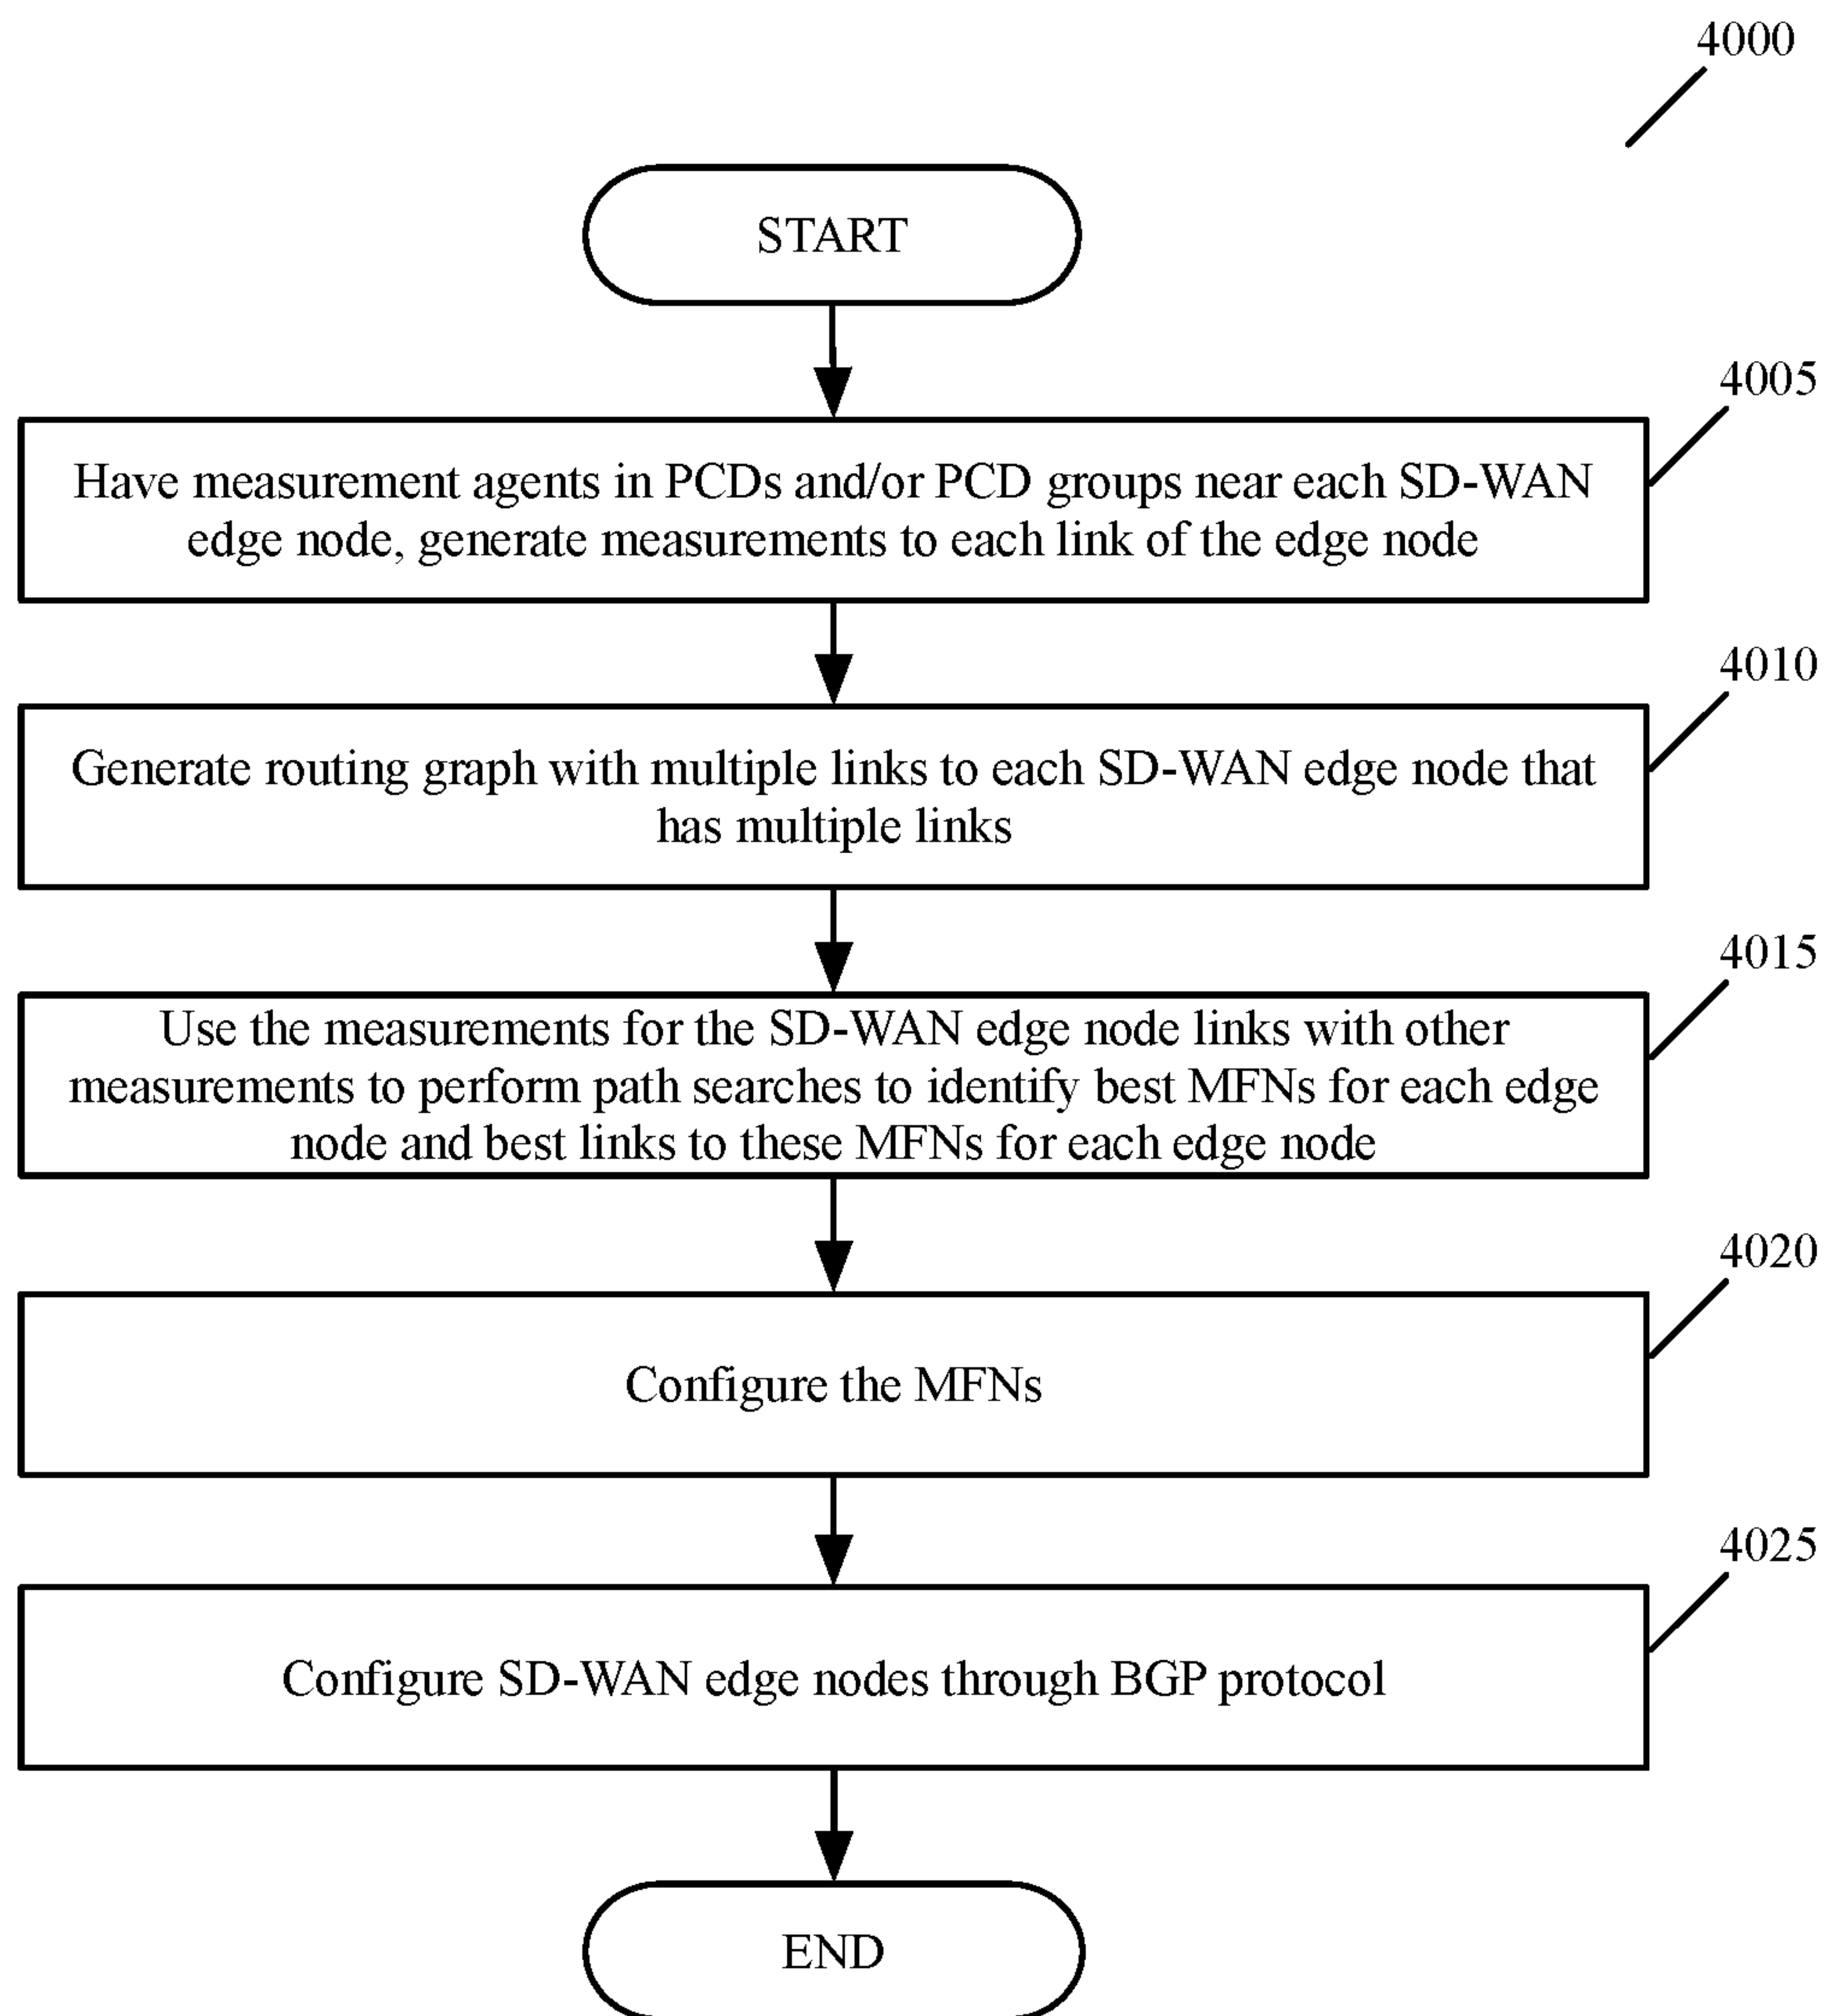 4000
START
4005
Have measurement agents in PCDs and/or PCD groups near each SD-WAN
edge node, generate measurements to each link of the edge node
4010
Generate routing graph with multiple links to each SD-WAN edge node that
has multiple links
4015
Use the measurements for the SD-WAN edge node links with other
measurements to perform path searches to identify best MFNs for each edge
node and best links to these MFNs for each edge node
4020
Configure the MFNs
4025
Configure SD-WAN edge nodes through BGP protocol
END